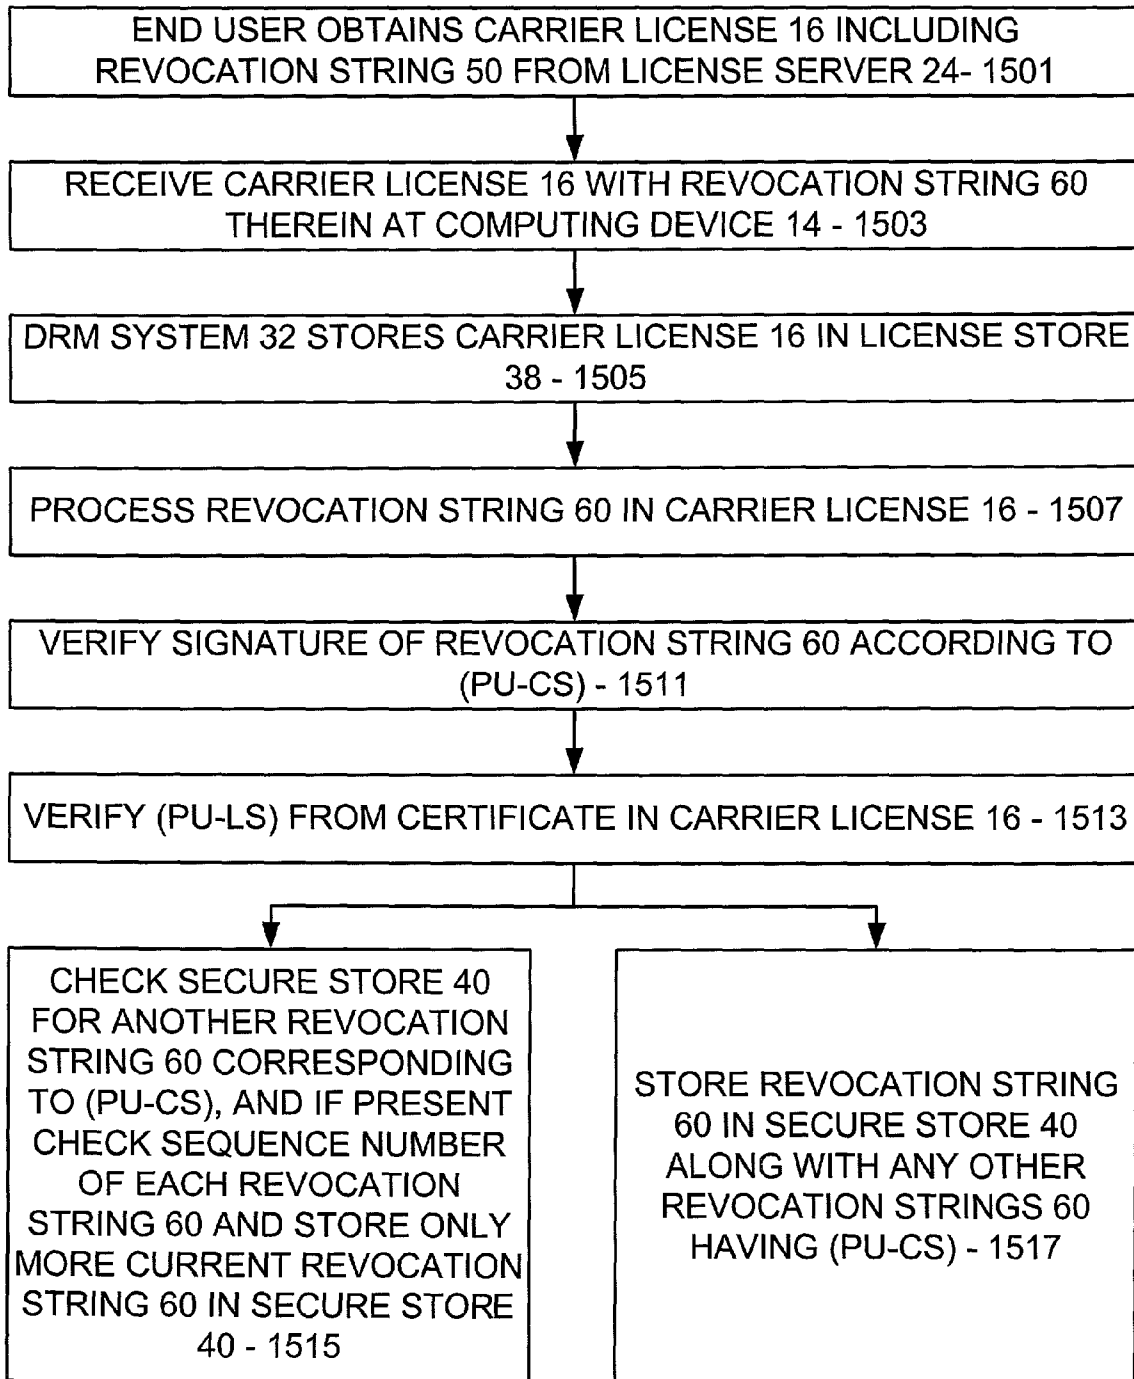 END USER OBTAINS CARRIER LICENSE 16 INCLUDING
REVOCATION STRING 50 FROM LICENSE SERVER 24- 1501
RECEIVE CARRIER LICENSE 16 WITH REVOCATION STRING 60
THEREIN AT COMPUTING DEVICE 14 - 1503
DRM SYSTEM 32 STORES CARRIER LICENSE 16 IN LICENSE STORE
38 - 1505
PROCESS REVOCATION STRING 60 IN CARRIER LICENSE 16 - 1507
VERIFY SIGNATURE OF REVOCATION STRING 60 ACCORDING TO
(PU-CS) - 1511
VERIFY (PU-LS) FROM CERTIFICATE IN CARRIER LICENSE 16 - 1513
CHECK SECURE STORE 40
FOR ANOTHER REVOCATION
STRING 60 CORRESPONDING
TO (PU-CS), AND IF PRESENT
CHECK SEQUENCE NUMBER
OF EACH REVOCATION
STRING 60 AND STORE ONLY
MORE CURRENT REVOCATION
STRING 60 IN SECURE STORE
40 - 1515
STORE REVOCATION STRING
60 IN SECURE STORE 40
ALONG WITH ANY OTHER
REVOCATION STRINGS 60
HAVING (PU-CS) - 1517